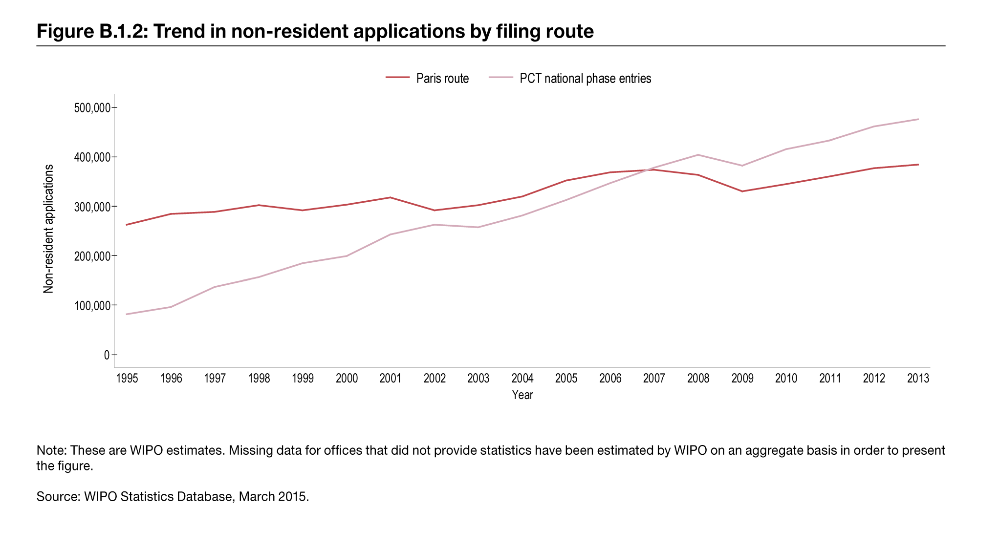 Figure B.1.2: Trend in non-resident applications by filing route
Paris route PCT national phase entries
500,000
400,000
300,000
200,000
100,000
0
Non-resident applications
1995 1996 1997 1998 1999 2000 2001 2002 2003 2004 2005 2006 2007 2008 2009 2010 2011 2012 2013
Year
Note: These are WIPO estimates. Missing data for offices that did not provide statistics have been estimated by WIPO on an aggregate basis in order to present
the figure.
Source: WIPO Statistics Database, March 2015.